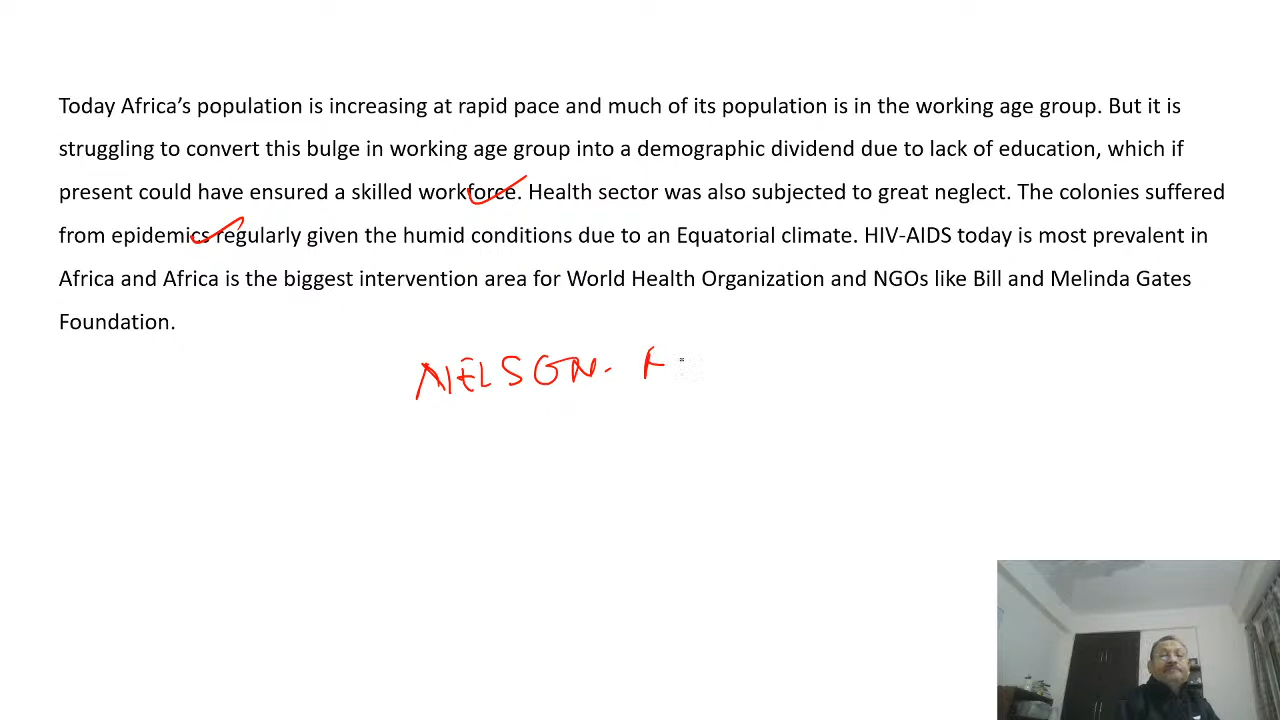 Today Africa’s population is increasing at rapid pace and much of its population is in the working age group. But it is
struggling to convert this bulge in working age group into a demographic dividend due to lack of education, which if
present could have ensured a skilled workforce. Health sector was also subjected to great neglect. The colonies suffered
from epidemics regularly given the humid conditions due to an Equatorial climate. HIV-AIDS today is most prevalent in
Africa and Africa is the biggest intervention area for World Health Organization and NGOs like Bill and Melinda Gates
Foundation.
NELSON.